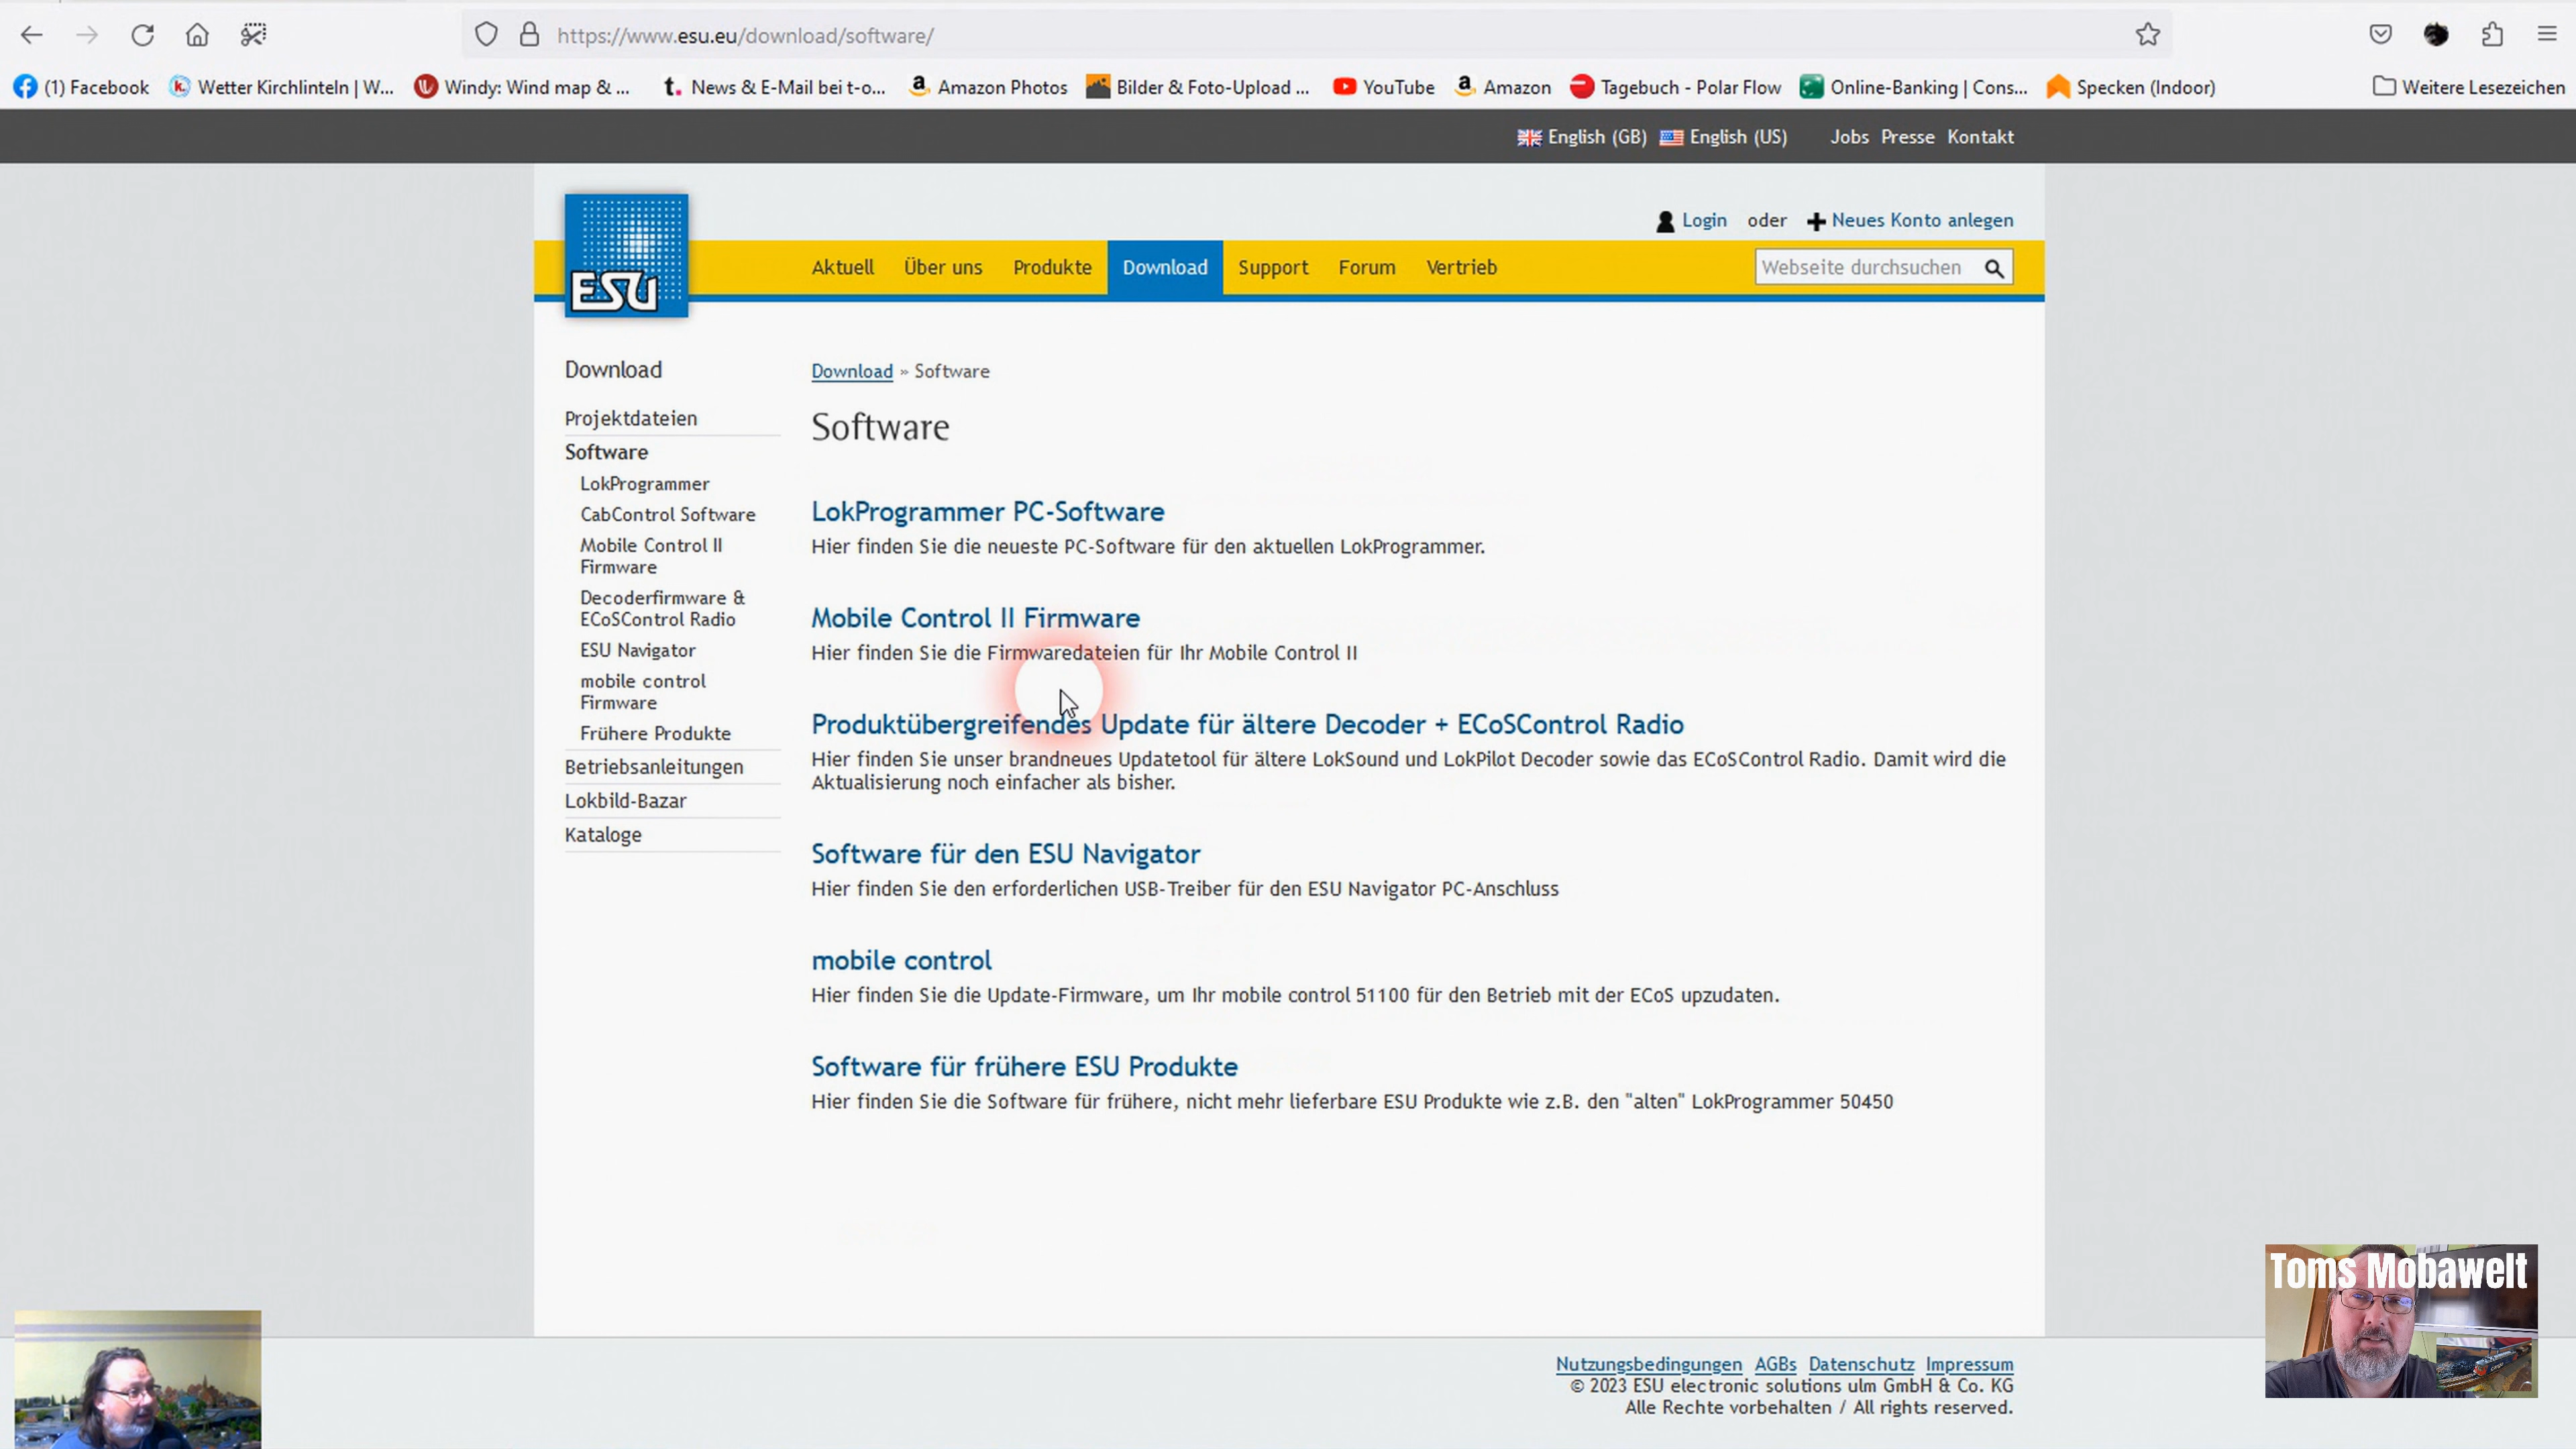 https://www.esu.eu/download/software/
(1) Facebook
Wetter Kirchlinteln | W...
Windy: Wind map & ...
t. News & E-Mail bei t-o...
Amazon Photos
Bilder & Foto-Upload ...
YouTube
Amazon
Tagebuch - Polar Flow
Online-Banking | Cons...
Specken (Indoor)
Weitere Lesezeichen
English (GB) English (US) Jobs Presse Kontakt
Login oder Neues Konto anlegen
ESU
Aktuell Über uns Produkte Download Support Forum Vertrieb
Webseite durchsuchen
Download
Projektdateien
Software
LokProgrammer
CabControl Software
Mobile Control II
Firmware
Decoderfirmware &
ECoSControl Radio
ESU Navigator
mobile control
Firmware
Frühere Produkte
Betriebsanleitungen
Lokbild-Bazar
Kataloge
Download » Software
Software
LokProgrammer PC-Software
Hier finden Sie die neueste PC-Software für den aktuellen LokProgrammer.
Mobile Control II Firmware
Hier finden Sie die Firmwaredateien für Ihr Mobile Control II
Produktübergreifendes Update für ältere Decoder + ECoSControl Radio
Hier finden Sie unser brandneues Updatetool für ältere LokSound und LokPilot Decoder sowie das ECoSControl Radio. Damit wird die
Aktualisierung noch einfacher als bisher.
Software für den ESU Navigator
Hier finden Sie den erforderlichen USB-Treiber für den ESU Navigator PC-Anschluss
mobile control
Hier finden Sie die Update-Firmware, um Ihr mobile control 51100 für den Betrieb mit der ECoS upzudaten.
Software für frühere ESU Produkte
Hier finden Sie die Software für frühere, nicht mehr lieferbare ESU Produkte wie z.B. den "alten" LokProgrammer 50450
Toms Mobawelt
Nutzungsbedingungen AGBs Datenschutz Impressum
© 2023 ESU electronic solutions ulm GmbH & Co. KG
Alle Rechte vorbehalten / All rights reserved.